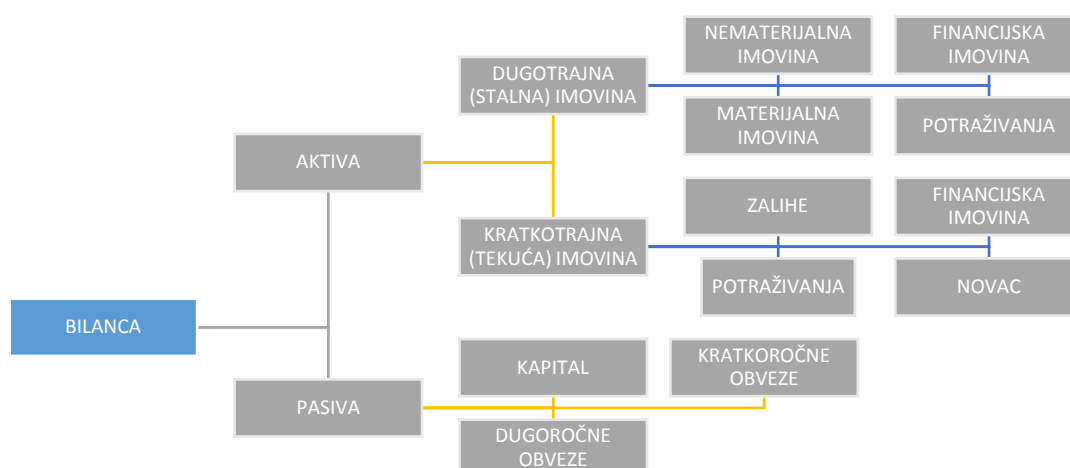 NEMATERIJALNA
IMOVINA
FINANCIJSKA
IMOVINA
DUGOTRAJNA
(STALNA) IMOVINA
MATERIJALNA
IMOVINA
POTRAŽIVANJA
AKTIVA
ZALIHE
FINANCIJSKA
IMOVINA
KRATKOTRAJNA
(TEKUĆA) IMOVINA
POTRAŽIVANJA
NOVAC
BILANCA
KAPITAL
KRATKOROČNE
OBVEZE
PASIVA
DUGOROČNE
OBVEZE